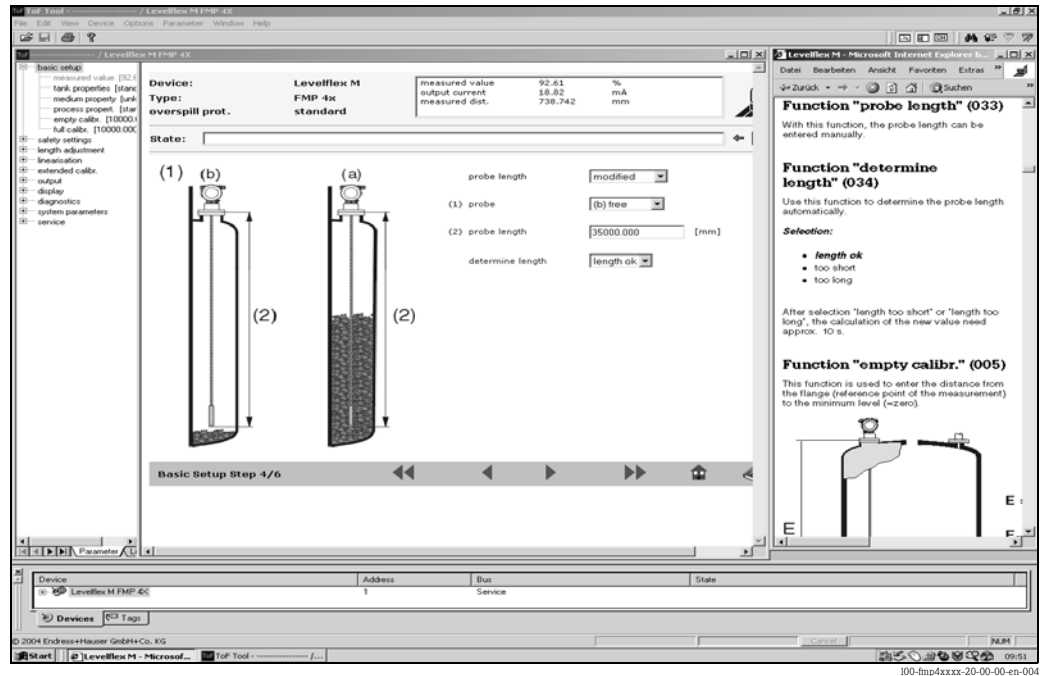 ToF Tool - ---------------- / Levelflex M FMP 4X
File Edit View Device Options Parameter Window Help
---------------- / Levelflex M FMP 4X
basic setup
measured value [92.6
tank properties [stanc
medium property [unk
process propert. [star
empty calibr. [10000.
full calibr. [10000.000
safety settings
length adjustment
linearisation
extended calibr.
output
display
diagnostics
system parameters
service
Parameter
Device: Levelflex M
Type: FMP 4x
overspill prot. standard
measured value 92.61 %
output current 18.82 mA
measured dist. 738.742 mm
State:
(1) (b) (a)
(2) (2)
probe length modified
(1) probe (b) free
(2) probe length 35000.000 [mm]
determine length length ok
Basic Setup Step 4/6
Levelflex M - Microsoft Internet Explorer b...
Datei Bearbeiten Ansicht Favoriten Extras »
Zurück Suchen »
Function "probe length" (033)
With this function, the probe length can be
entered manually.
Function "determine
length" (034)
Use this function to determine the probe length
automatically.
Selection:
• length ok
• too short
• too long
After selection "length too short" or "length too
long", the calculation of the new value need
approx. 10 s.
Function "empty calibr." (005)
This function is used to enter the distance from
the flange (reference point of the measurement)
to the minimum level (=zero).
E :
E
Device Address Bus State
Levelflex M FMP 4X 1 Service
Devices Tags
© 2004 Endress+Hauser GmbH+Co. KG
Cancel NUM
Start Levelflex M - Microsof... ToF Tool - ---------------- /... 09:51
l00-fmp4xxxx-20-00-00-en-004